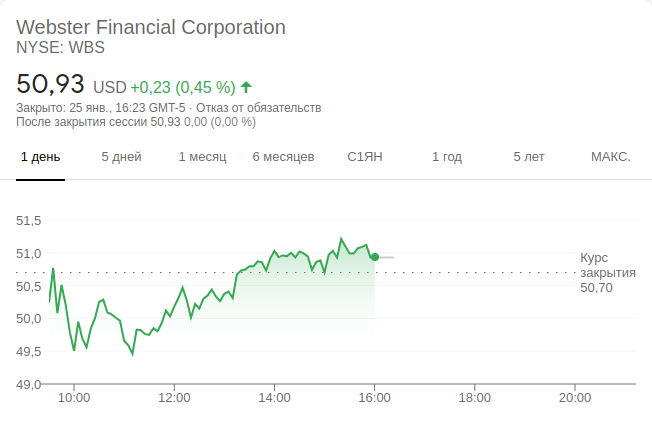 Webster Financial Corporation
NYSE: WBS
50,93 USD +0,23 (0,45 %)
Закрыто: 25 янв., 16:23 GMT-5 · Отказ от обязательств
После закрытия сессии 50,93 0,00 (0,00 %)
1 день 5 дней 1 месяц 6 месяцев С1ЯН 1 год 5 лет МАКС.
51,5
51,0
50,5
50,0
49,5
49,0
Курс
закрытия
50,70
10:00 12:00 14:00 16:00 18:00 20:00